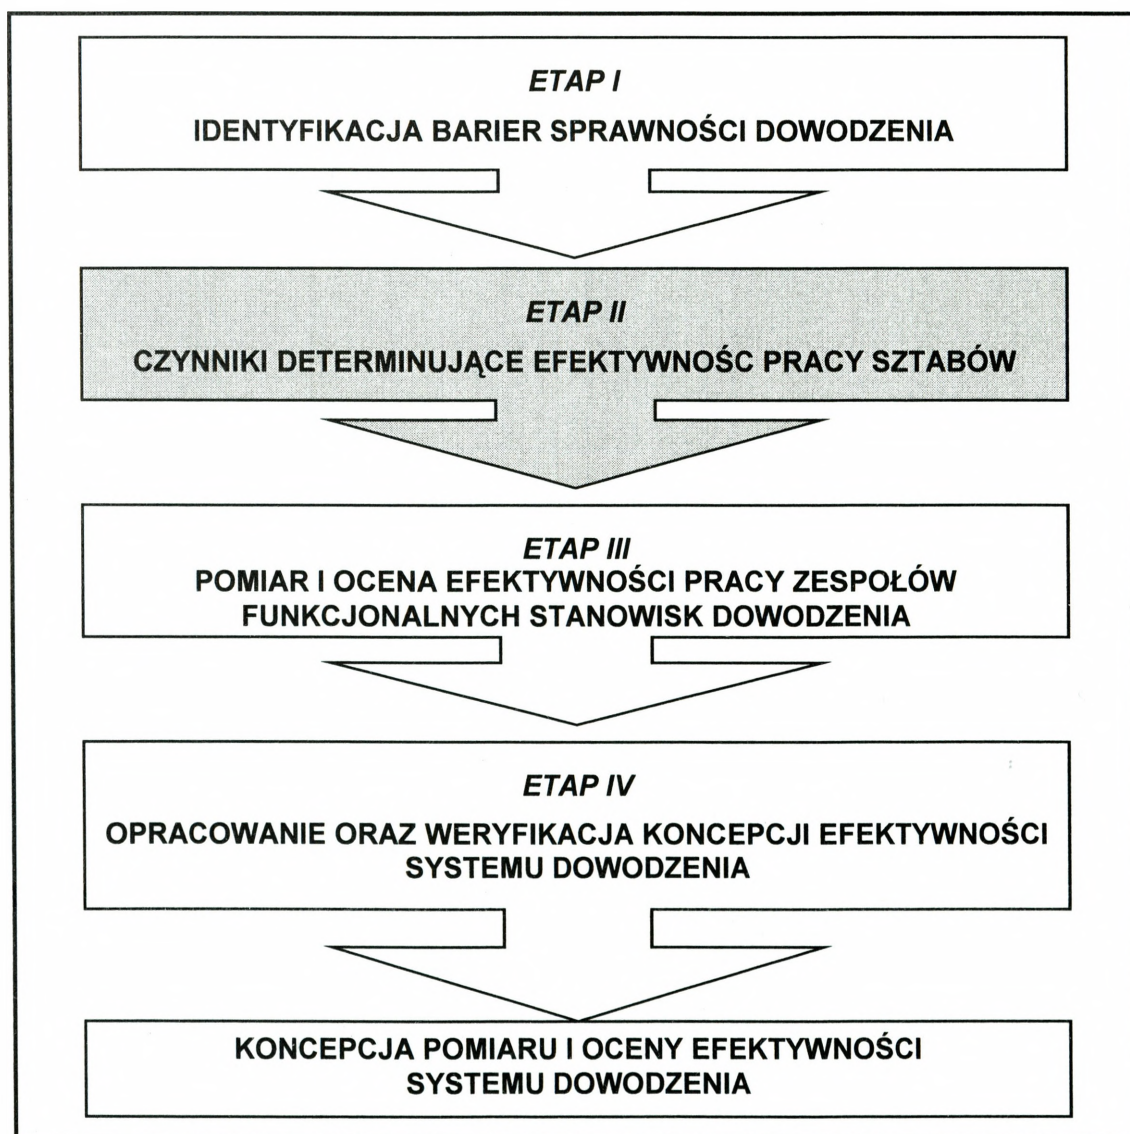 ETAP I
IDENTYFIKACJA BARIER SPRAWNOŚCI DOWODZENIA
ETAP II
CZYNNIKI DETERMINUJĄCE EFEKTYWNOŚC PRACY SZTABÓW
ETAP III
POMIAR I OCENA EFEKTYWNOŚCI PRACY ZESPOŁÓW
FUNKCJONALNYCH STANOWISK DOWODZENIA
ETAP IV
OPRACOWANIE ORAZ WERYFIKACJA KONCEPCJI EFEKTYWNOŚCI
SYSTEMU DOWODZENIA
KONCEPCJA POMIARU I OCENY EFEKTYWNOŚCI
SYSTEMU DOWODZENIA